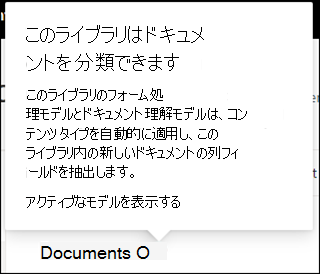 このライブラリはドキュメ
ントを分類できます
このライブラリのフォーム処
理モデルとドキュメント理解モデルは、コン
テンツ タイプを自動的に適用し、この
ライブラリ内の新しいドキュメントの列フィ
ールドを抽出します。
アクティブなモデルを表示する
Documents O